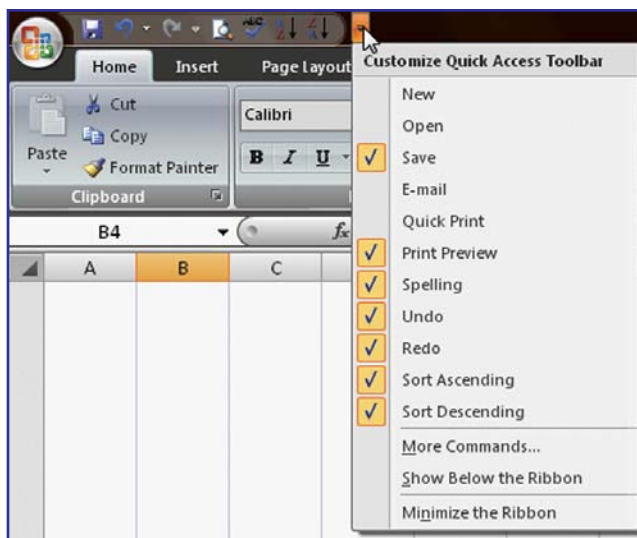 Home Insert Page Layout
Customize Quick Access Toolbar
Cut
Copy
Paste
Format Painter
Clipboard
Calibri
B I U
B4
fx
A B C
New
Open
Save
E-mail
Quick Print
Print Preview
Spelling
Undo
Redo
Sort Ascending
Sort Descending
More Commands...
Show Below the Ribbon
Minimize the Ribbon